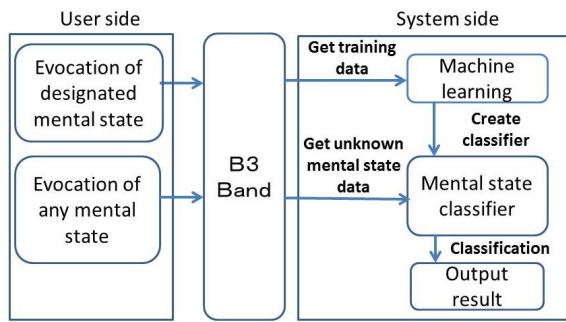 User side
System side
Evocation of
designated
mental state
Evocation of
any mental
state
B3
Band
Get training
data
Machine
learning
Create
classifier
Get unknown
mental state
data
Mental state
classifier
Classification
Output
result